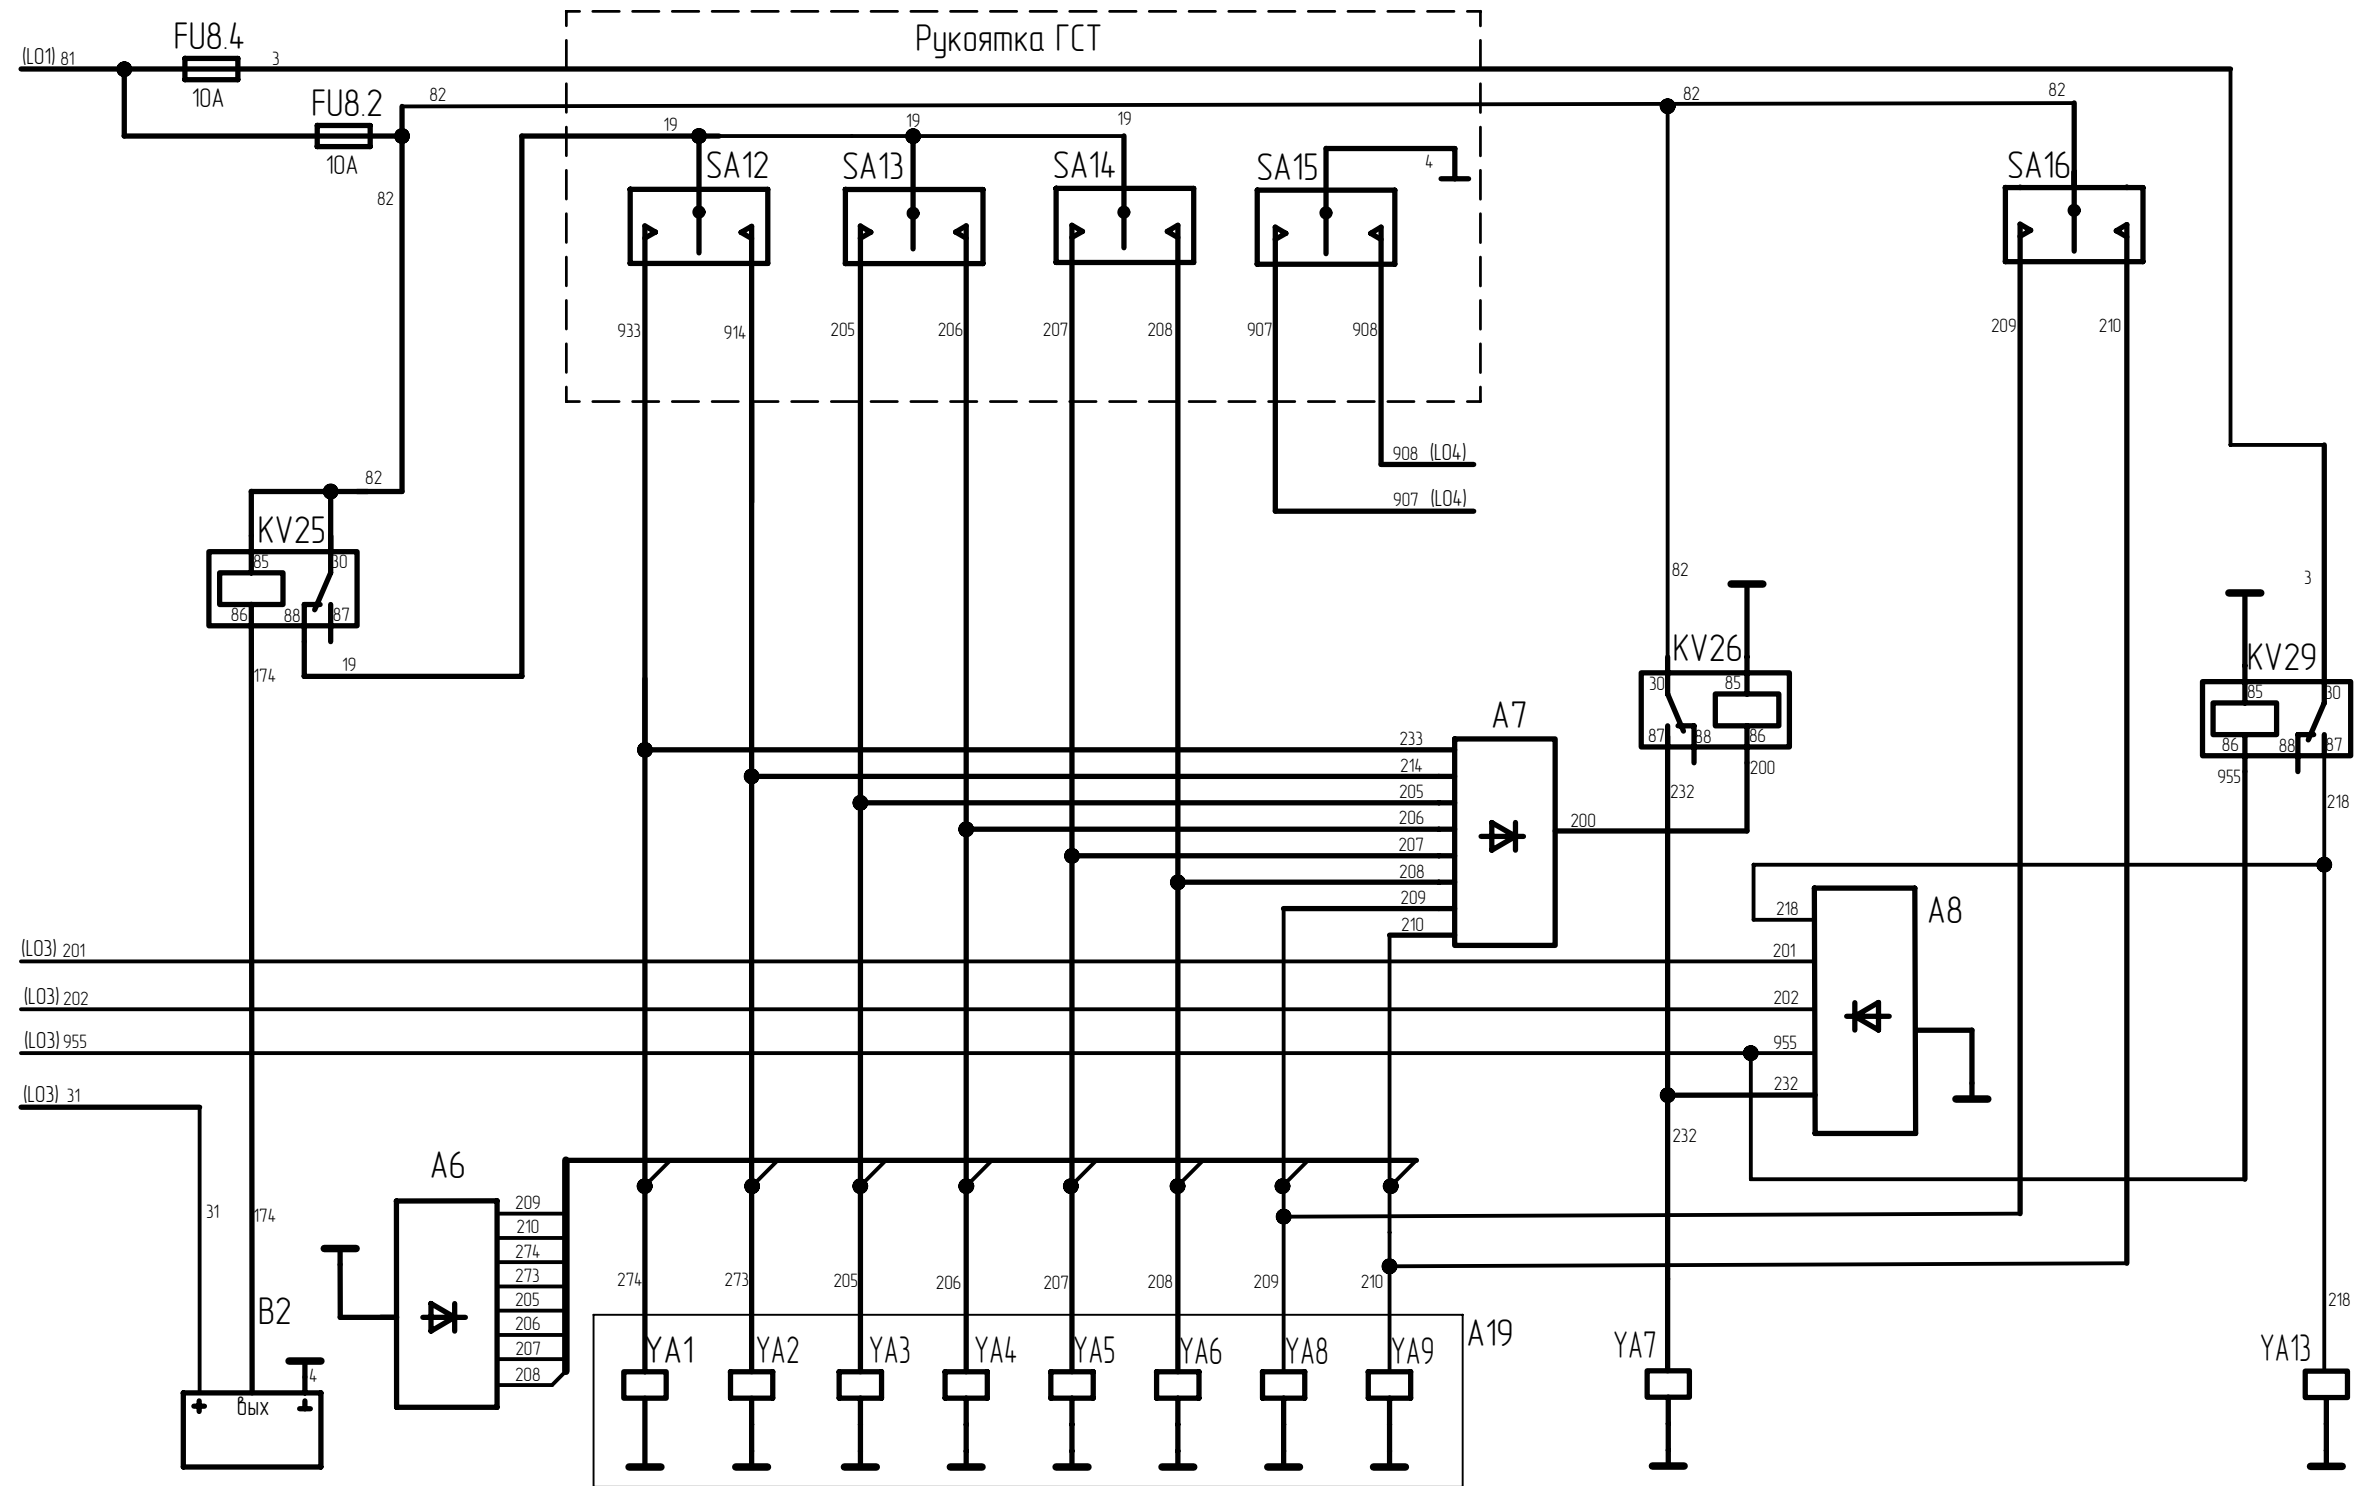 Рукоятка ГСТ
(L01) 81
FU8.4
3
10A
FU8.2
10A
82
82
82
19
19
19
SA12
SA13
SA14
SA15
4
SA16
82
933
914
205
206
207
208
907
908
209
210
908 (L04)
907 (L04)
82
KV25
85
30
86
88
87
174
19
82
KV26
30
85
87
88
86
232
200
3
KV29
85
30
86
88
87
955
218
A7
233
214
205
206
207
208
209
210
200
A8
218
201
202
955
232
232
(L03) 201
(L03) 202
(L03) 955
(L03) 31
A6
209
210
274
273
205
206
207
208
31
174
B2
4
+ вых ⊥
274
273
205
206
207
208
209
210
218
YA1
YA2
YA3
YA4
YA5
YA6
YA8
YA9
A19
YA7
YA13